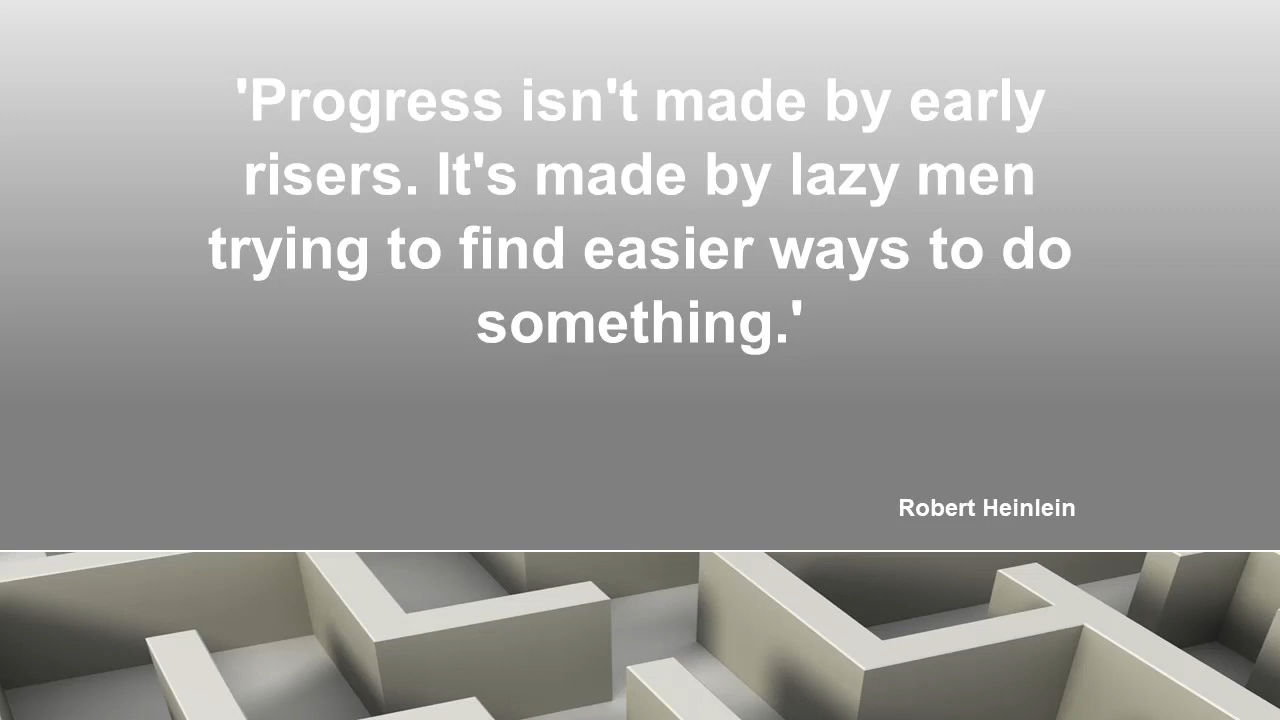 'Progress isn't made by early
risers. It's made by lazy men
trying to find easier ways to do
something.'
Robert Heinlein